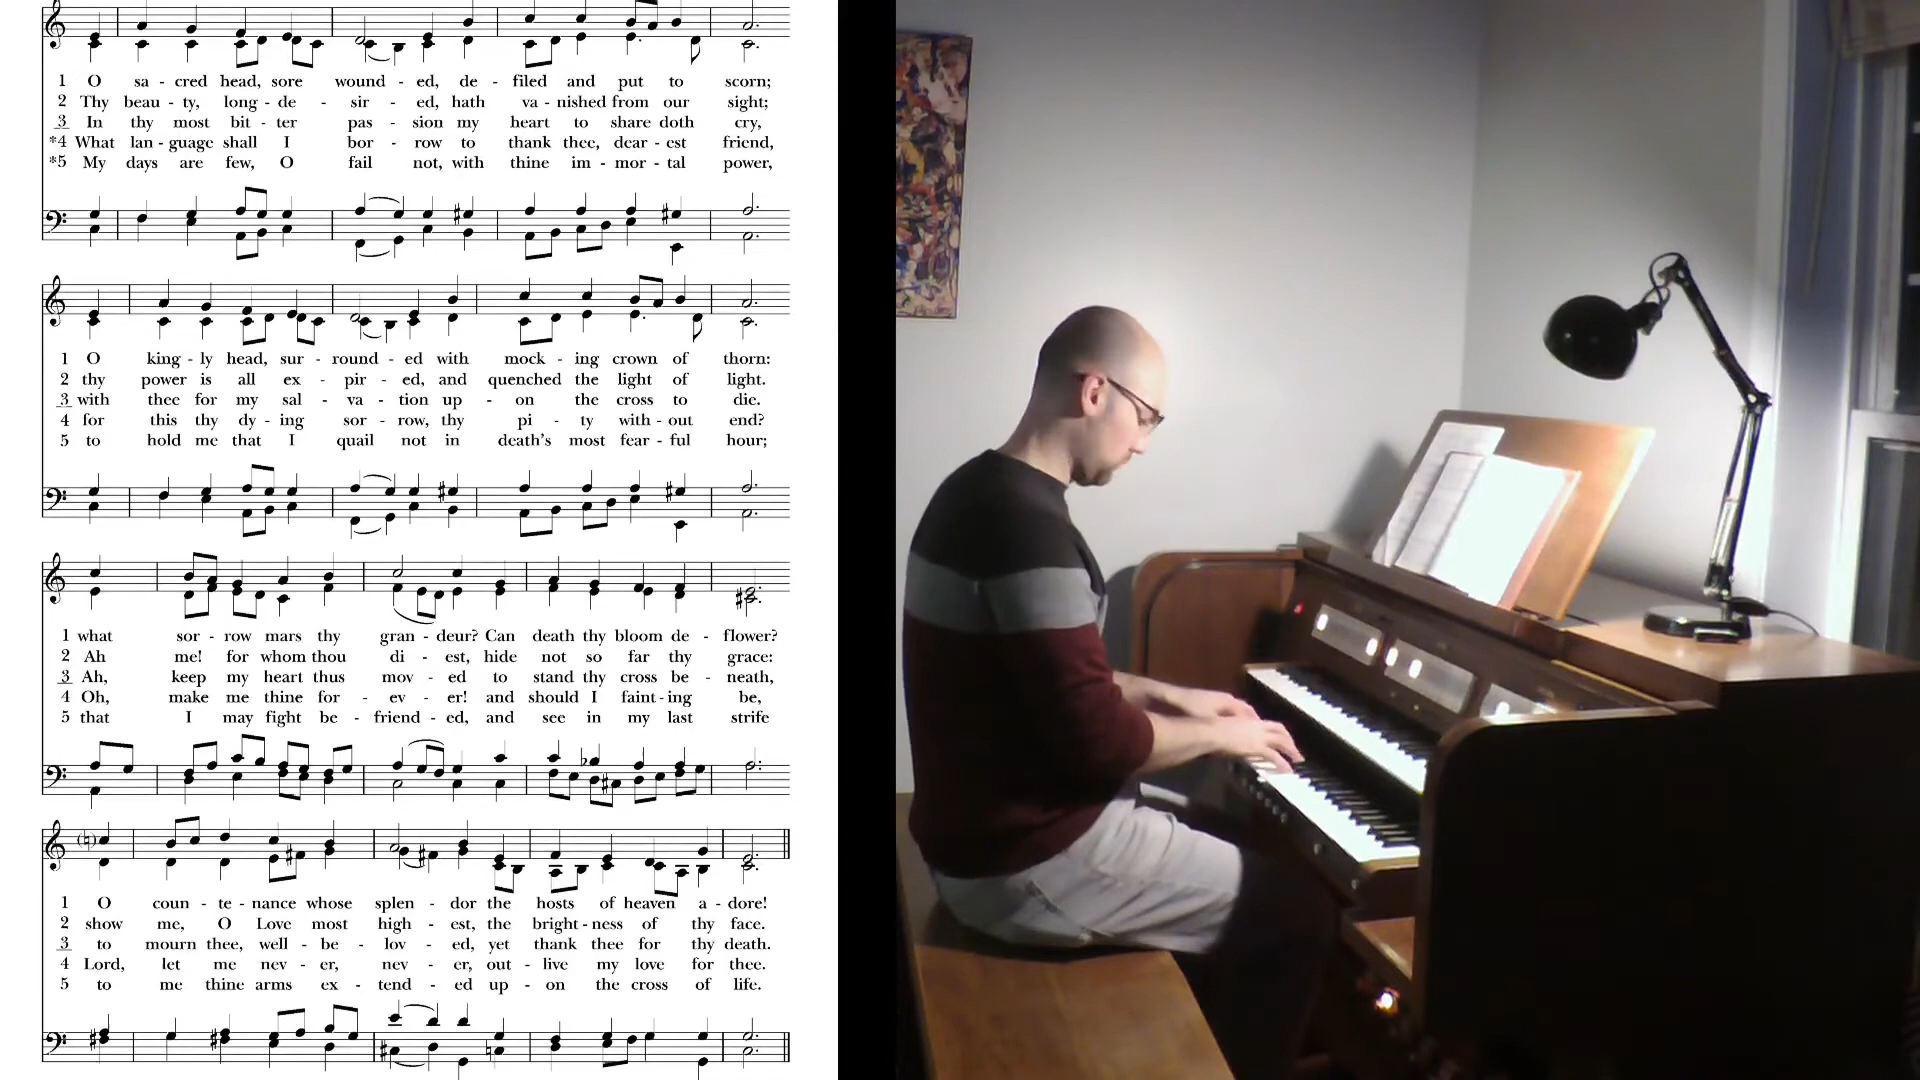 1 O sa - cred head, sore wound - ed, de - filed and put to scorn;
2 Thy beau - ty, long - de - sir - ed, hath va - nished from our sight;
3 In thy most bit - ter pas - sion my heart to share doth cry,
*4 What lan - guage shall I bor - row to thank thee, dear - est friend,
*5 My days are few, O fail not, with thine im - mor - tal power,
1 O king - ly head, sur - round - ed with mock - ing crown of thorn:
2 thy power is all ex - pir - ed, and quenched the light of light.
3 with thee for my sal - va - tion up - on the cross to die.
4 for this thy dy - ing sor - row, thy pi - ty with - out end?
5 to hold me that I quail not in death's most fear - ful hour;
1 what sor - row mars thy gran - deur? Can death thy bloom de - flower?
2 Ah me! for whom thou di - est, hide not so far thy grace:
3 Ah, keep my heart thus mov - ed to stand thy cross be - neath,
4 Oh, make me thine for - ev - er! and should I faint - ing be,
5 that I may fight be - friend - ed, and see in my last strife
1 O coun - te - nance whose splen - dor the hosts of heaven a - dore!
2 show me, O Love most high - est, the bright - ness of thy face.
3 to mourn thee, well - be - lov - ed, yet thank thee for thy death.
4 Lord, let me nev - er, nev - er, out - live my love for thee.
5 to me thine arms ex - tend - ed up - on the cross of life.